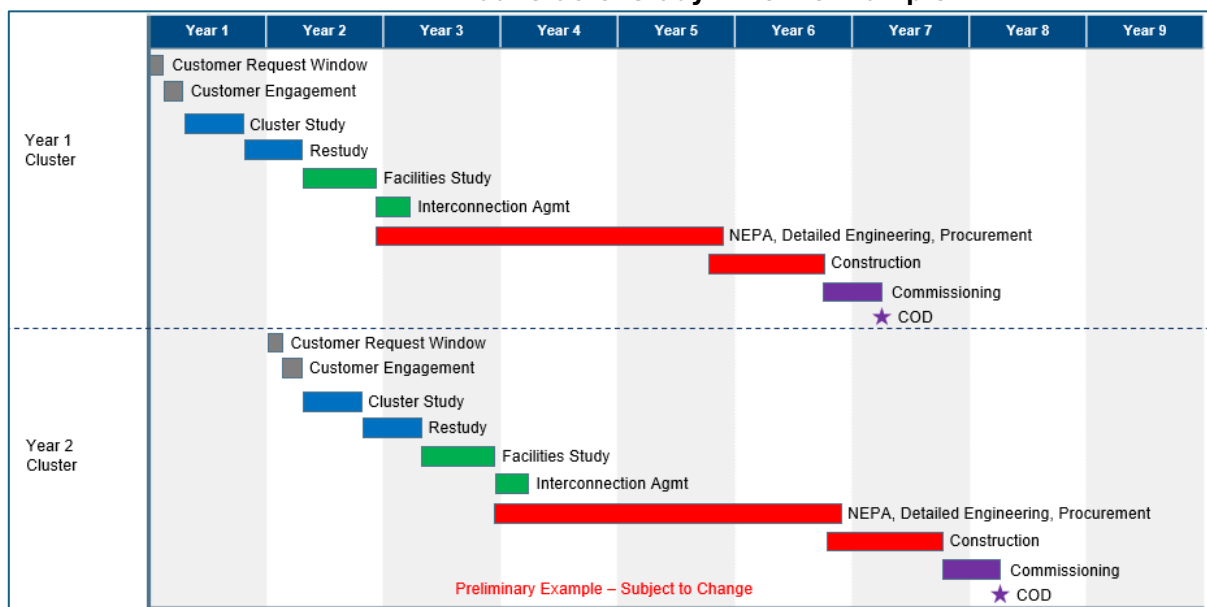 Year 1 Year 2 Year 3 Year 4 Year 5 Year 6 Year 7 Year 8 Year 9
Year 1
Cluster
Customer Request Window
Customer Engagement
Cluster Study
Restudy
Facilities Study
Interconnection Agmt
NEPA, Detailed Engineering, Procurement
Construction
Commissioning
COD
Year 2
Cluster
Customer Request Window
Customer Engagement
Cluster Study
Restudy
Facilities Study
Interconnection Agmt
NEPA, Detailed Engineering, Procurement
Construction
Commissioning
COD
Preliminary Example – Subject to Change